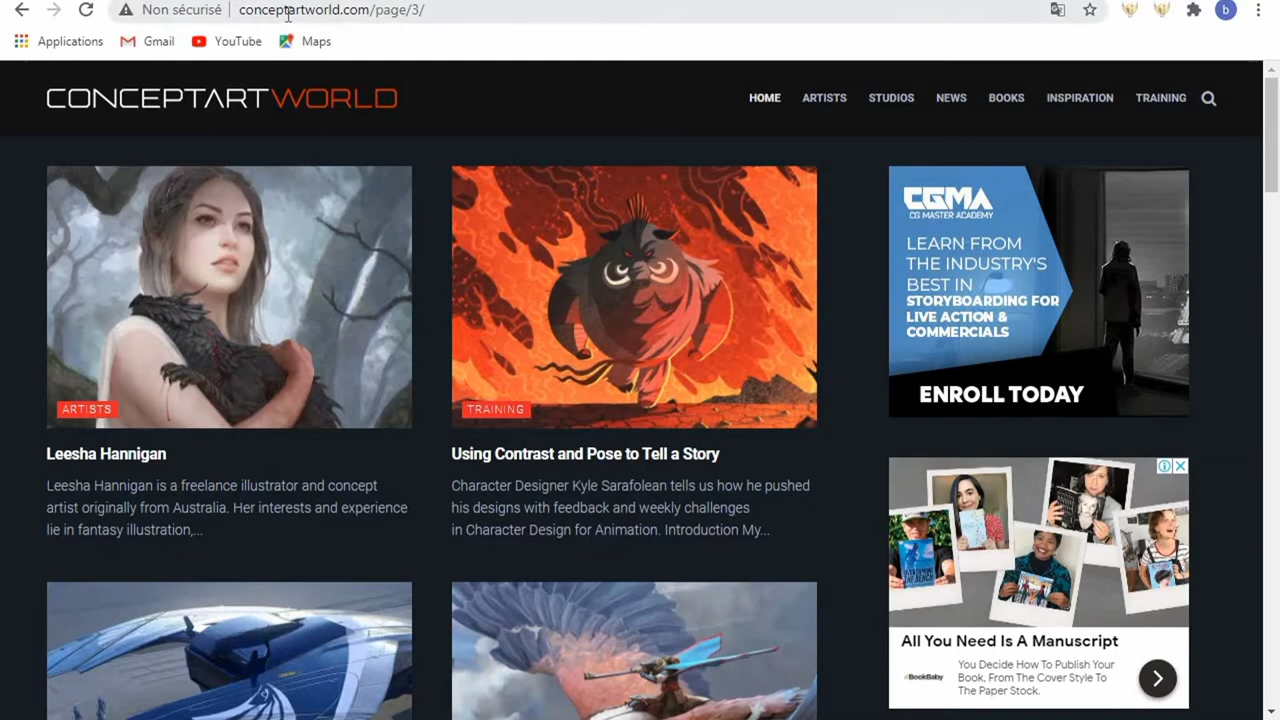 Non sécurisé conceptartworld.com/page/3/
b
Applications Gmail YouTube Maps
CONCEPTARTWORLD
HOME ARTISTS STUDIOS NEWS BOOKS INSPIRATION TRAINING
ARTISTS
Leesha Hannigan
Leesha Hannigan is a freelance illustrator and concept
artist originally from Australia. Her interests and experience
lie in fantasy illustration,...
TRAINING
Using Contrast and Pose to Tell a Story
Character Designer Kyle Sarafolean tells us how he pushed
his designs with feedback and weekly challenges
in Character Design for Animation. Introduction My...
CGMA
CG MASTER ACADEMY
LEARN FROM
THE INDUSTRY'S
BEST IN
STORYBOARDING FOR
LIVE ACTION &
COMMERCIALS
ENROLL TODAY
All You Need Is A Manuscript
BookBaby
You Decide How To Publish Your
Book, From The Cover Style To
The Paper Stock.